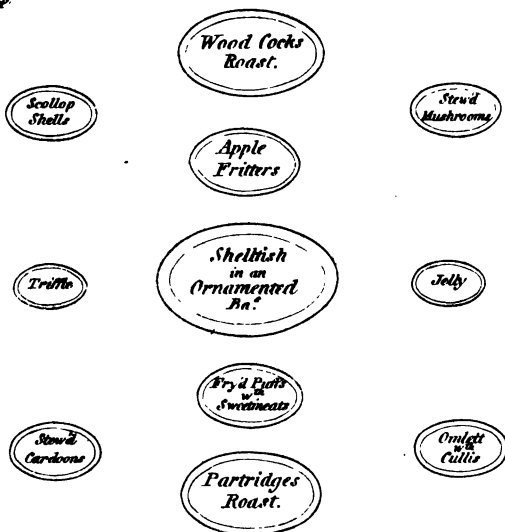 Wood Cocks
Roast.
Scollop
Shells
Stew'd
Mushrooms
Apple
Fritters
Shellfish
in an
Ornamented
Ba.t
Triffle
Jelly
Fry'd Puffs
wth
Sweetmeats
Stew'd
Cardoons
Omlett
wth
Cullis
Partridges
Roast.